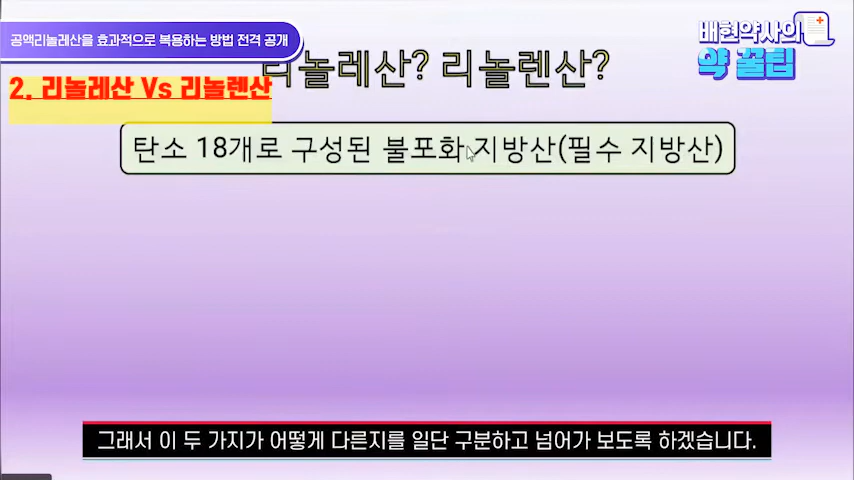 공액리놀레산을 효과적으로 복용하는 방법 전격 공개
배현약사의
약 꿀팁
리놀레산? 리놀렌산?
2. 리놀레산 Vs 리놀렌산
탄소 18개로 구성된 불포화 지방산(필수 지방산)
그래서 이 두 가지가 어떻게 다른지를 일단 구분하고 넘어가 보도록 하겠습니다.